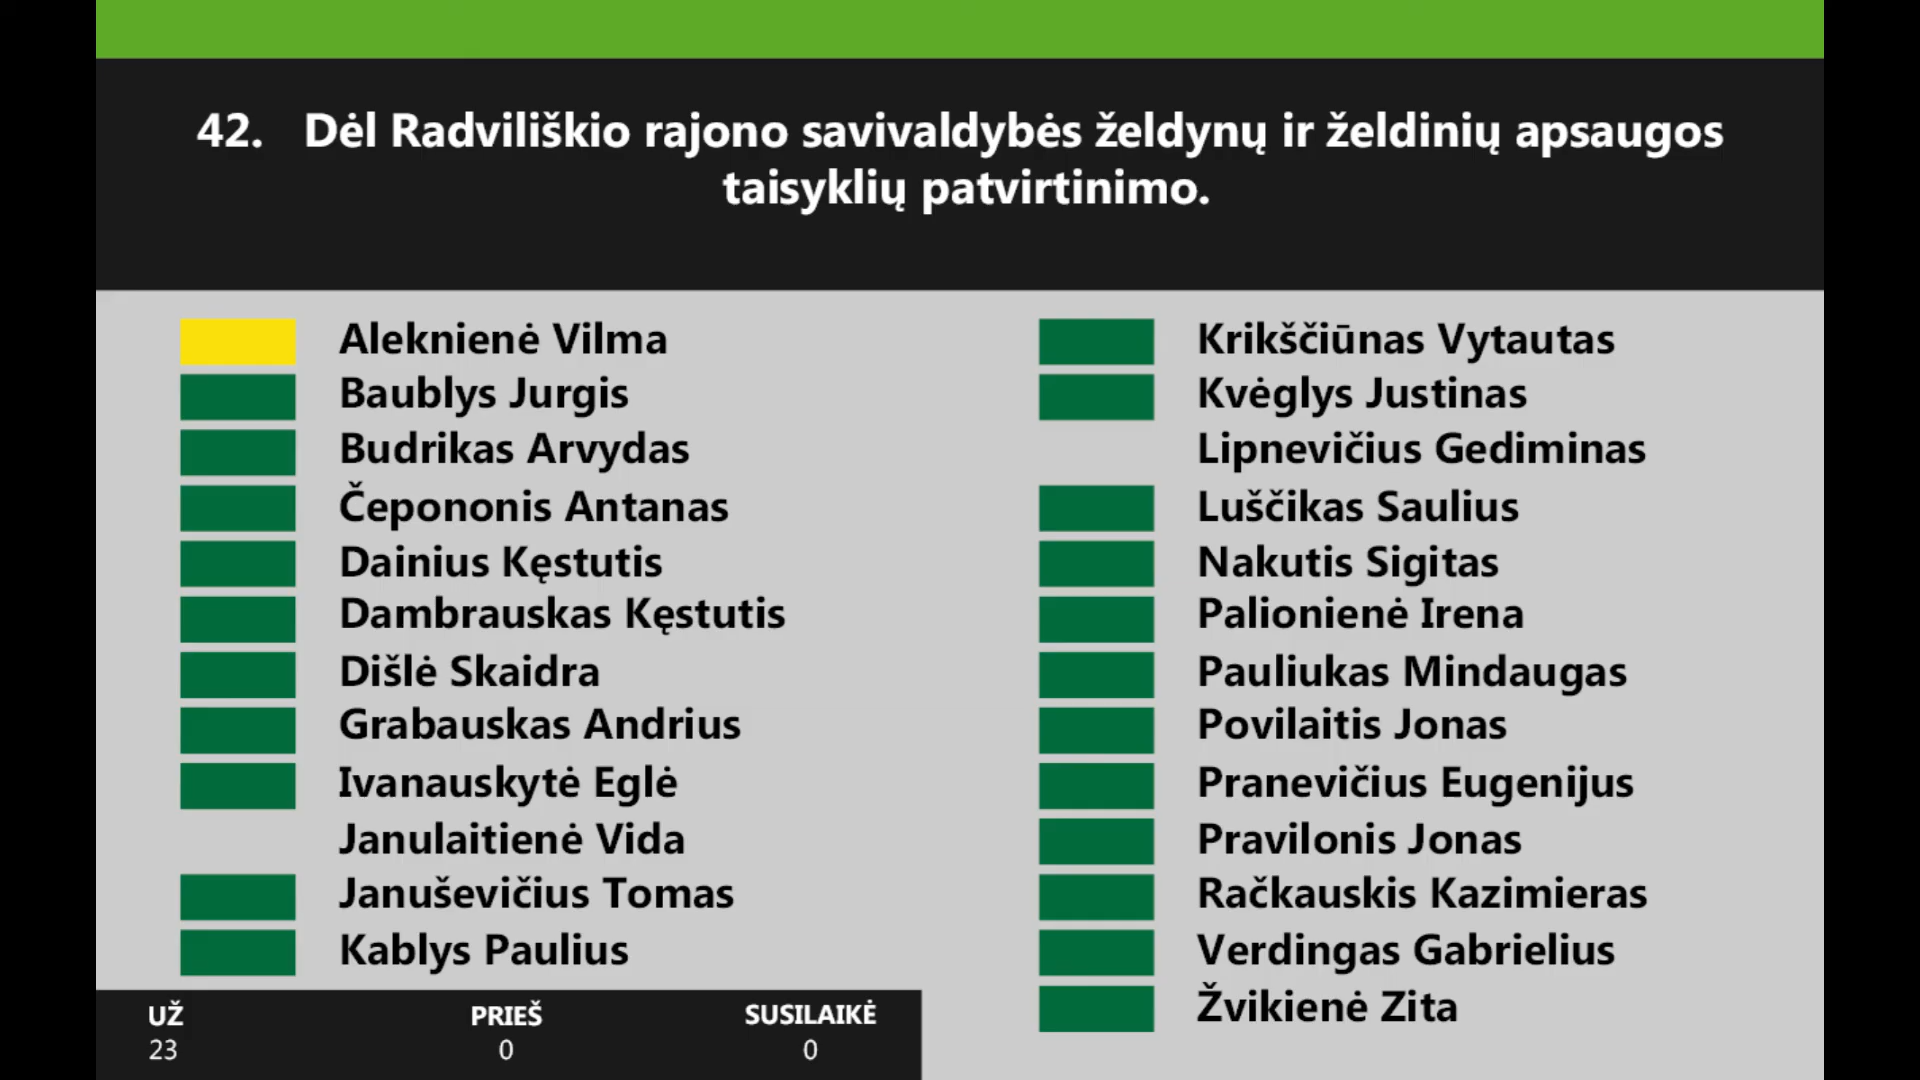 42. Dėl Radviliškio rajono savivaldybės želdynų ir želdinių apsaugos
taisyklių patvirtinimo.
Aleknienė Vilma
Baublys Jurgis
Budrikas Arvydas
Čepononis Antanas
Dainius Kęstutis
Dambrauskas Kęstutis
Dišlė Skaidra
Grabauskas Andrius
Ivanauskytė Eglė
Janulaitienė Vida
Januševičius Tomas
Kablys Paulius
Krikščiūnas Vytautas
Kvėglys Justinas
Lipnevičius Gediminas
Luščikas Saulius
Nakutis Sigitas
Palionienė Irena
Pauliukas Mindaugas
Povilaitis Jonas
Pranevičius Eugenijus
Pravilonis Jonas
Račkauskis Kazimieras
Verdingas Gabrielius
Žvikienė Zita
UŽ PRIEŠ SUSILAIKĖ
23 0 0